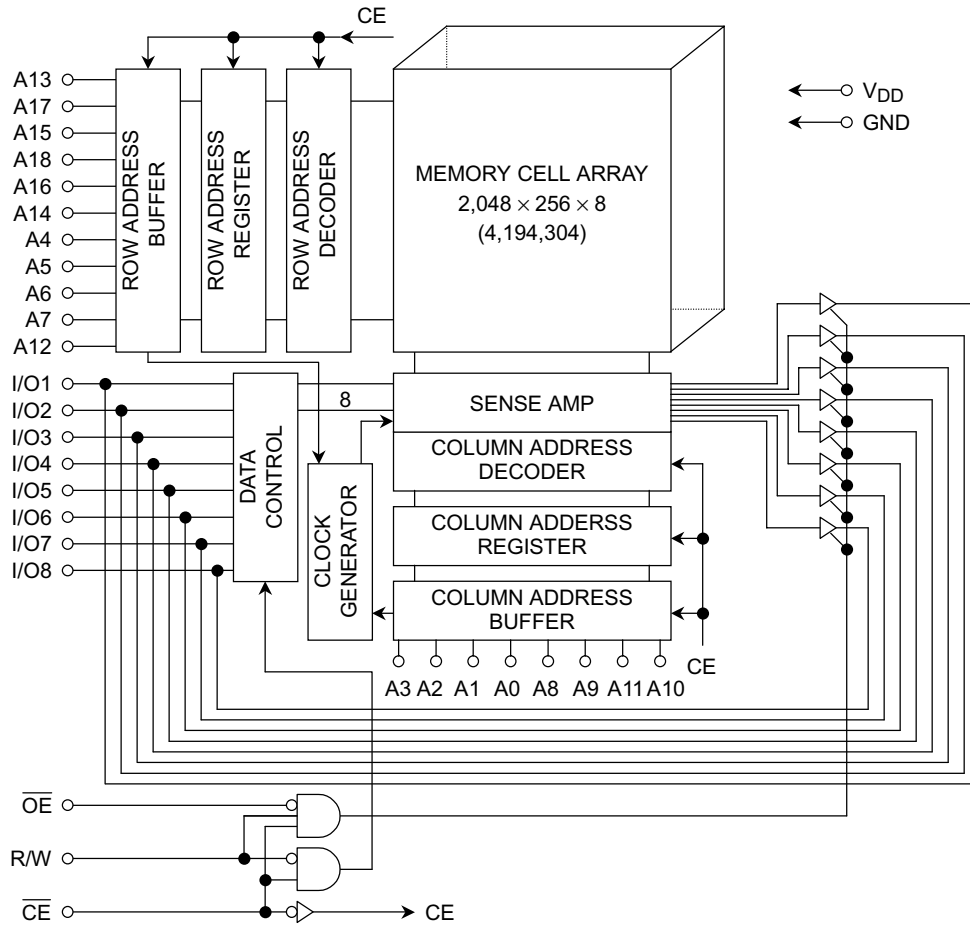 CE
A13
A17
A15
A18
A16
A14
A4
A5
A6
A7
A12
ROW ADDRESS
BUFFER
ROW ADDRESS
REGISTER
ROW ADDRESS
DECODER
MEMORY CELL ARRAY
2,048 × 256 × 8
(4,194,304)
VDD
GND
I/O1
I/O2
I/O3
I/O4
I/O5
I/O6
I/O7
I/O8
DATA
CONTROL
8
CLOCK
GENERATOR
SENSE AMP
COLUMN ADDRESS
DECODER
COLUMN ADDERSS
REGISTER
COLUMN ADDRESS
BUFFER
CE
A3 A2 A1 A0 A8 A9 A11 A10
OE
R/W
CE
CE